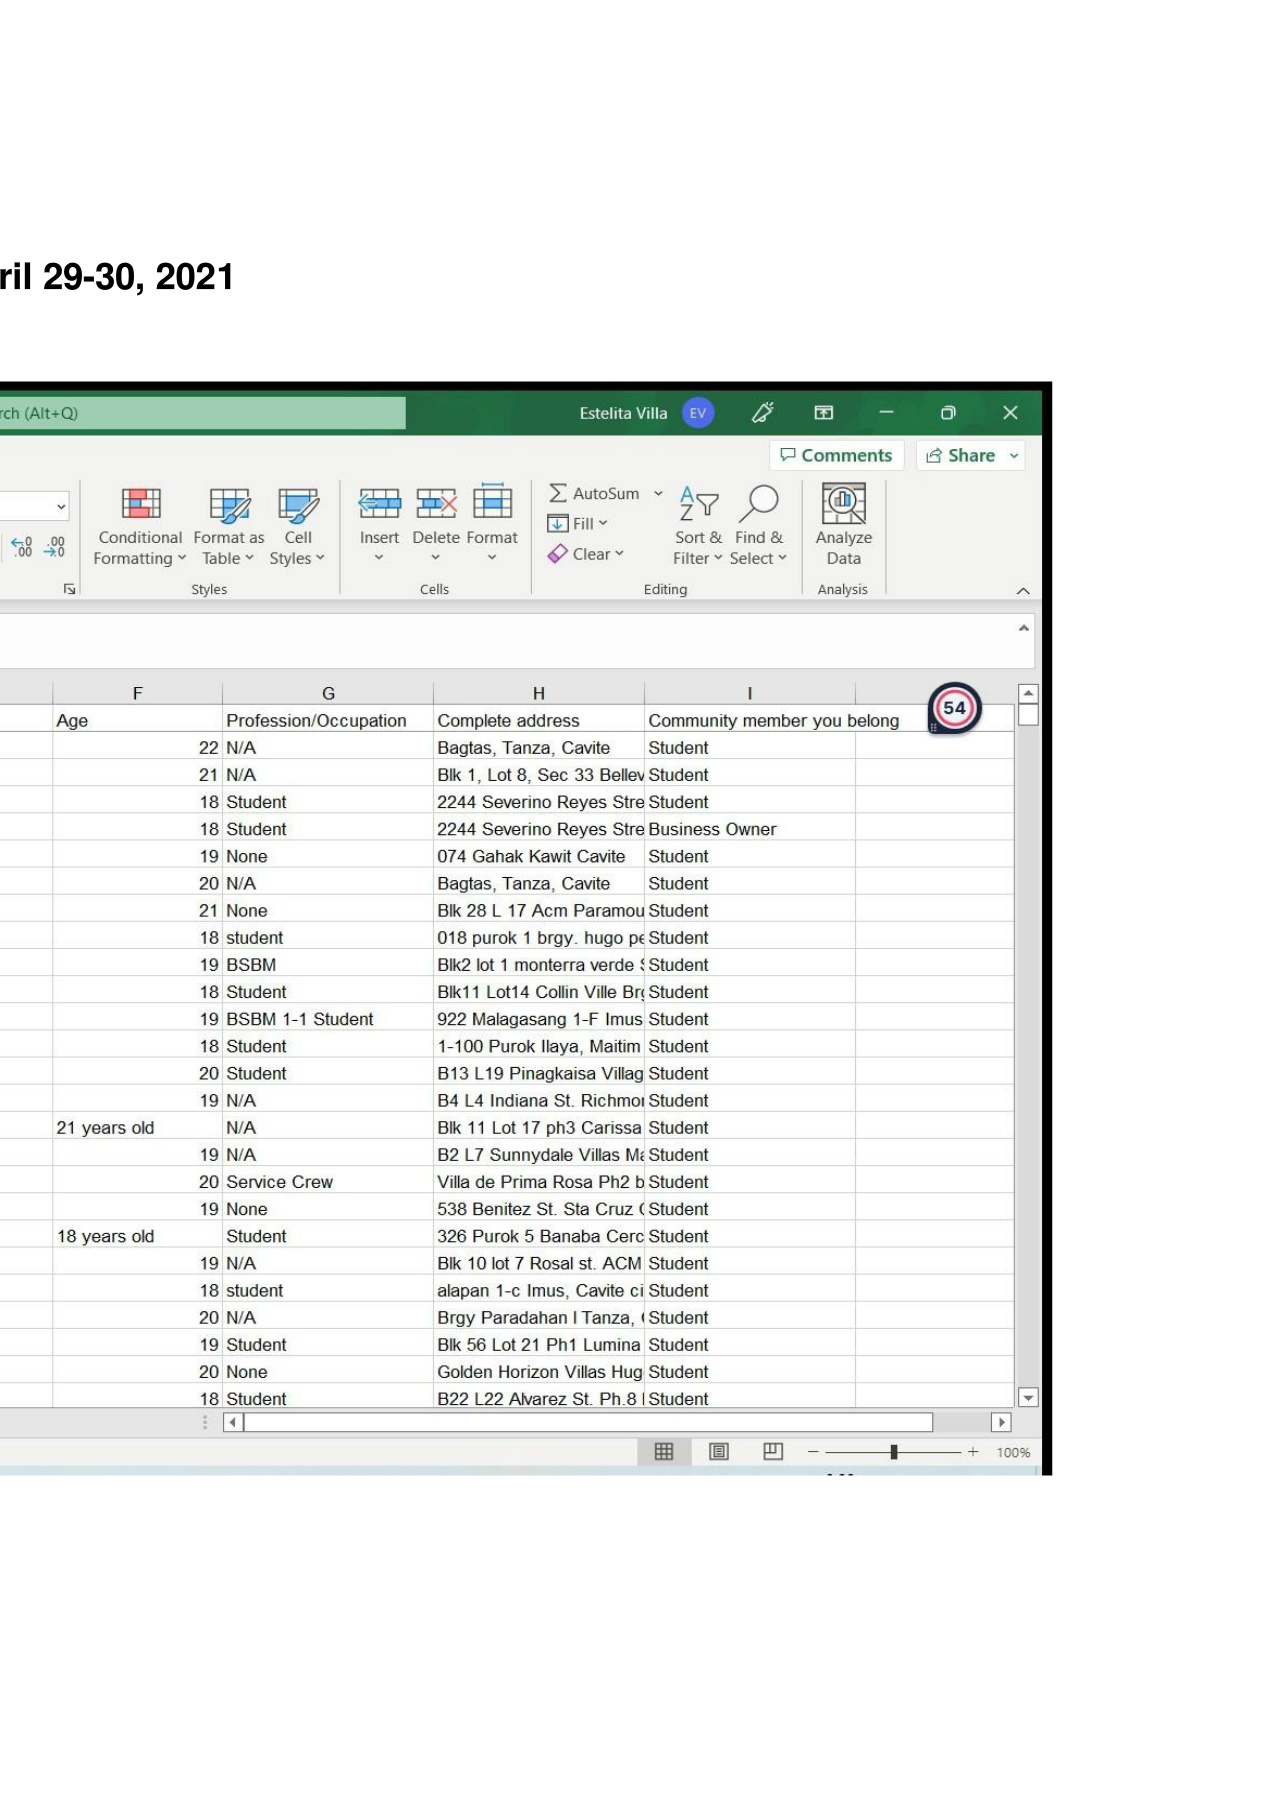 ril 29-30, 2021
rch (Alt+Q) Estelita Villa EV
Comments Share
AutoSum
Fill
Clear
Conditional Formatting Format as Table Cell Styles Insert Delete Format Sort & Filter Find & Select Analyze Data
Styles Cells Editing Analysis
F G H I
54
Age Profession/Occupation Complete address Community member you belong
22 N/A Bagtas, Tanza, Cavite Student
21 N/A Blk 1, Lot 8, Sec 33 Bellev Student
18 Student 2244 Severino Reyes Stre Student
18 Student 2244 Severino Reyes Stre Business Owner
19 None 074 Gahak Kawit Cavite Student
20 N/A Bagtas, Tanza, Cavite Student
21 None Blk 28 L 17 Acm Paramou Student
18 student 018 purok 1 brgy. hugo pe Student
19 BSBM Blk2 lot 1 monterra verde Student
18 Student Blk11 Lot14 Collin Ville Brg Student
19 BSBM 1-1 Student 922 Malagasang 1-F Imus Student
18 Student 1-100 Purok Ilaya, Maitim Student
20 Student B13 L19 Pinagkaisa Villag Student
19 N/A B4 L4 Indiana St. Richmon Student
21 years old N/A Blk 11 Lot 17 ph3 Carissa Student
19 N/A B2 L7 Sunnydale Villas Ma Student
20 Service Crew Villa de Prima Rosa Ph2 b Student
19 None 538 Benitez St. Sta Cruz Student
18 years old Student 326 Purok 5 Banaba Cerc Student
19 N/A Blk 10 lot 7 Rosal st. ACM Student
18 student alapan 1-c Imus, Cavite ci Student
20 N/A Brgy Paradahan I Tanza, Student
19 Student Blk 56 Lot 21 Ph1 Lumina Student
20 None Golden Horizon Villas Hug Student
18 Student B22 L22 Alvarez St. Ph.8 Student
100%